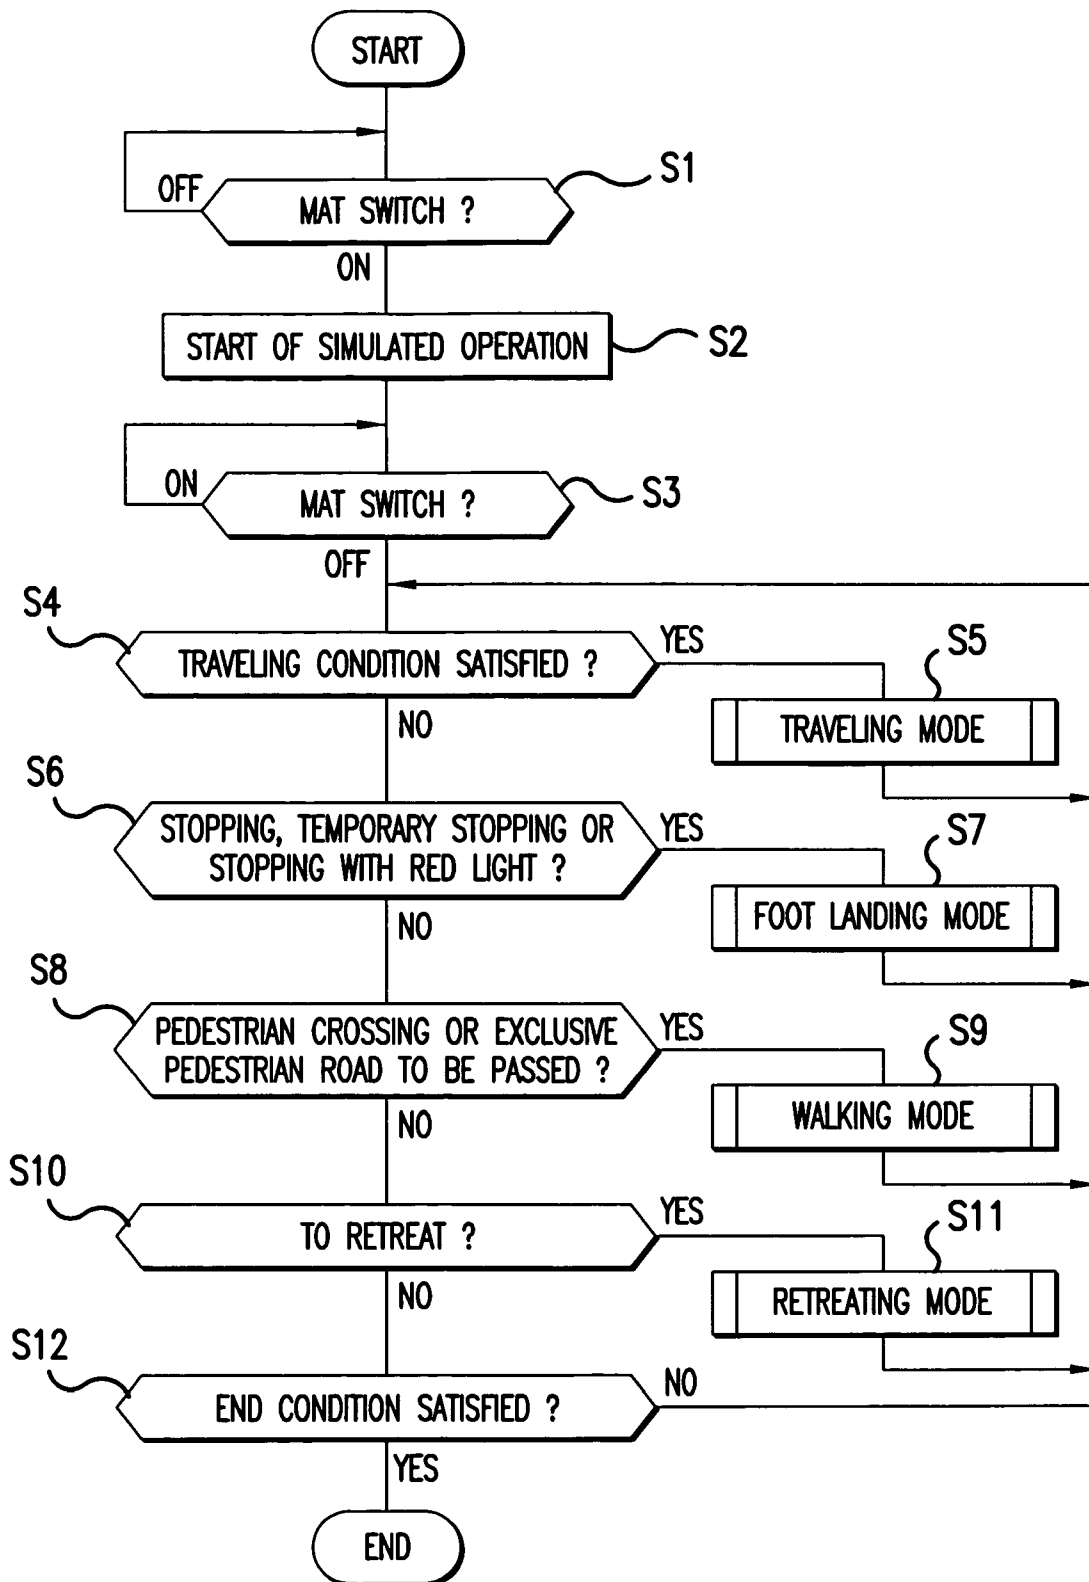 START
OFF
MAT SWITCH ?
S1
ON
START OF SIMULATED OPERATION
S2
ON
MAT SWITCH ?
S3
OFF
S4
TRAVELING CONDITION SATISFIED ?
YES
S5
TRAVELING MODE
NO
S6
STOPPING, TEMPORARY STOPPING OR
STOPPING WITH RED LIGHT ?
YES
S7
FOOT LANDING MODE
NO
S8
PEDESTRIAN CROSSING OR EXCLUSIVE
PEDESTRIAN ROAD TO BE PASSED ?
YES
S9
WALKING MODE
NO
S10
TO RETREAT ?
YES
S11
RETREATING MODE
NO
S12
END CONDITION SATISFIED ?
NO
YES
END